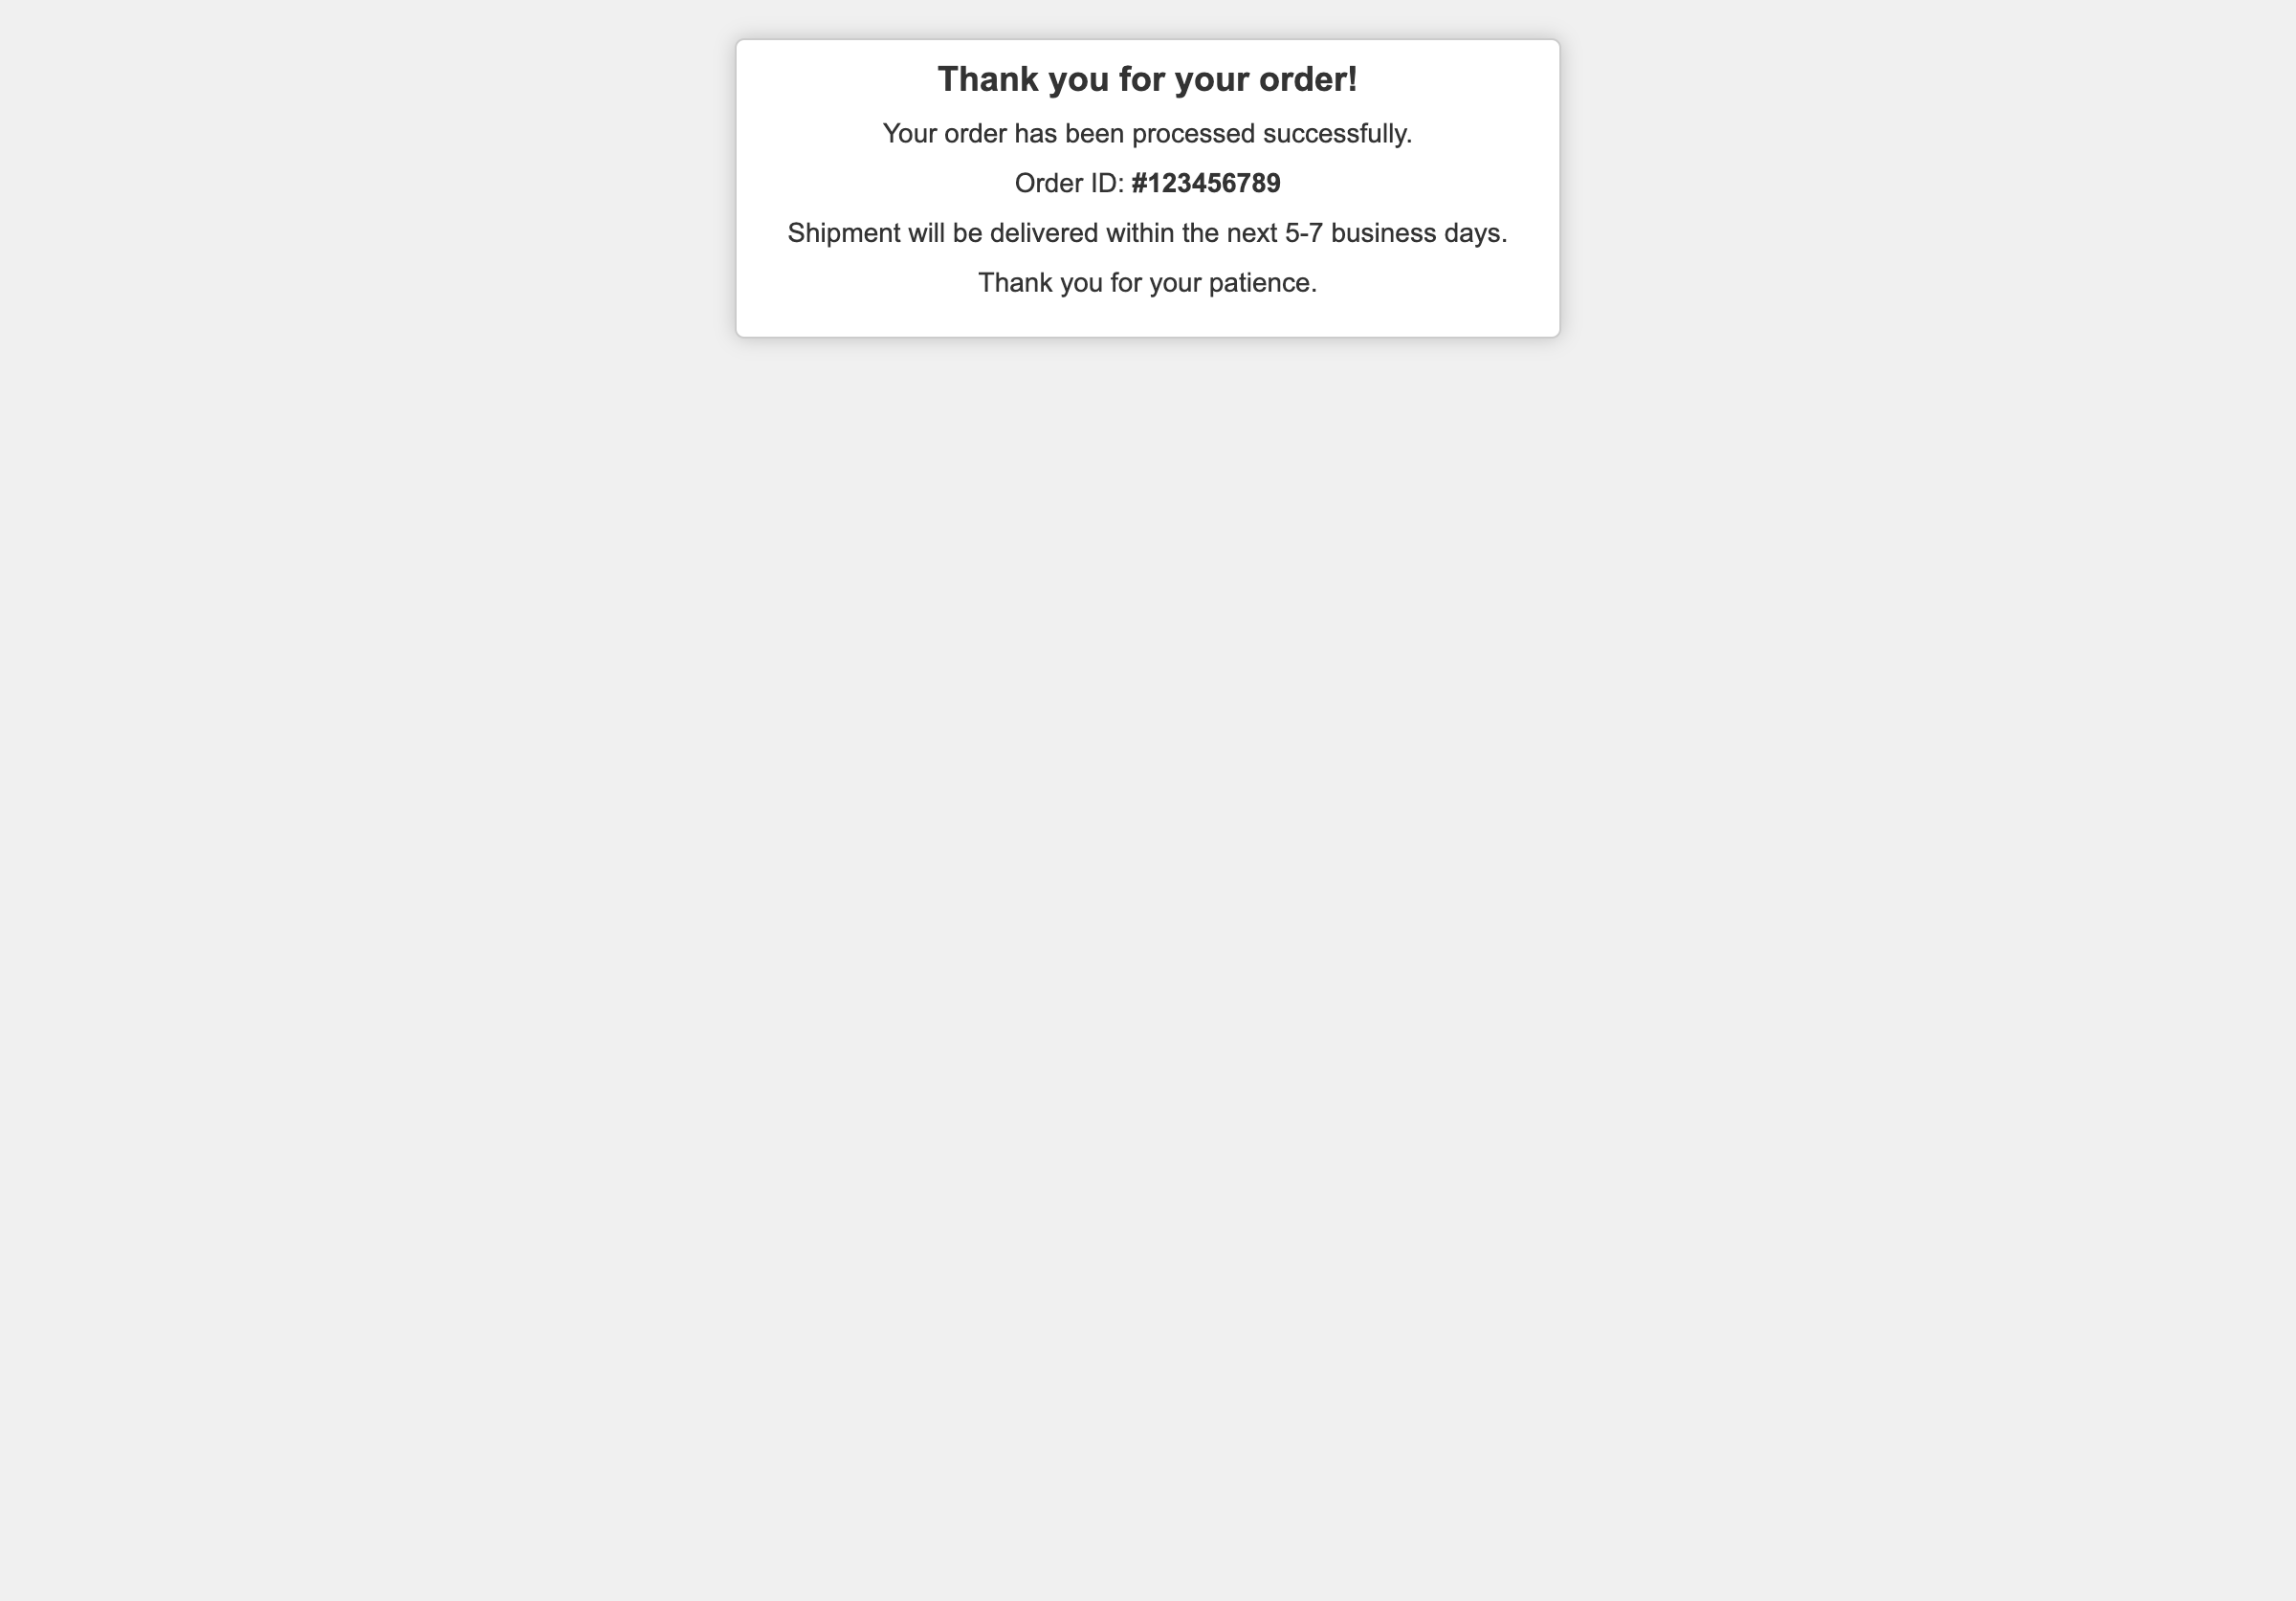 Thank you for your order!
Your order has been processed successfully.
Order ID: #123456789
Shipment will be delivered within the next 5-7 business days.
Thank you for your patience.